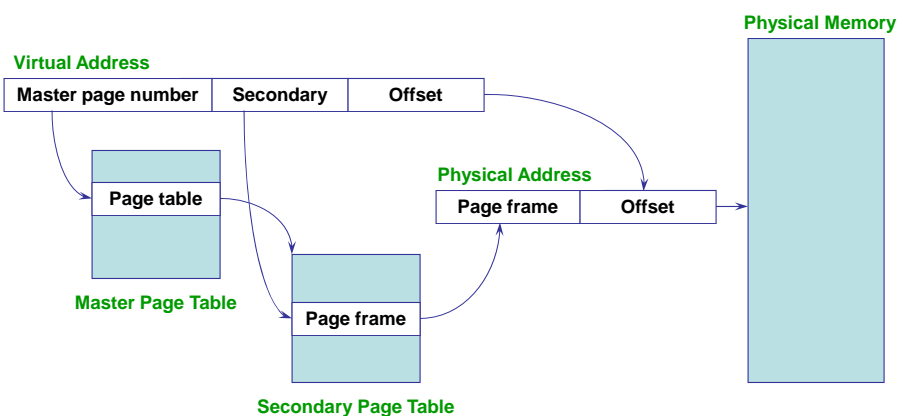 Physical Memory
Virtual Address
Master page number Secondary Offset
Physical Address
Page table
Page frame Offset
Master Page Table
Page frame
Secondary Page Table